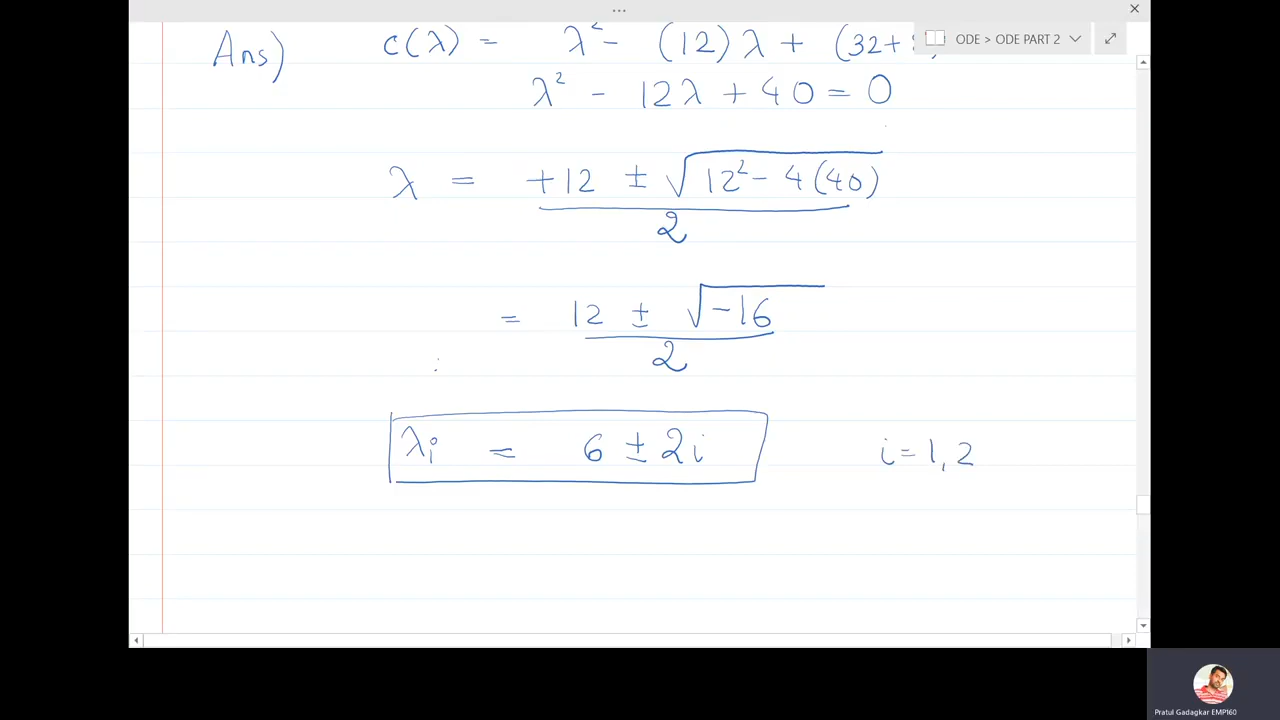 ODE > ODE PART 2
Ans) c(λ) = λ² - (12)λ + (32+
λ² - 12λ + 40 = 0
λ = +12 ± √12² - 4(40)
2
= 12 ± √-16
2
λi = 6 ± 2i i = 1, 2
Pratul Gadagkar EMP160